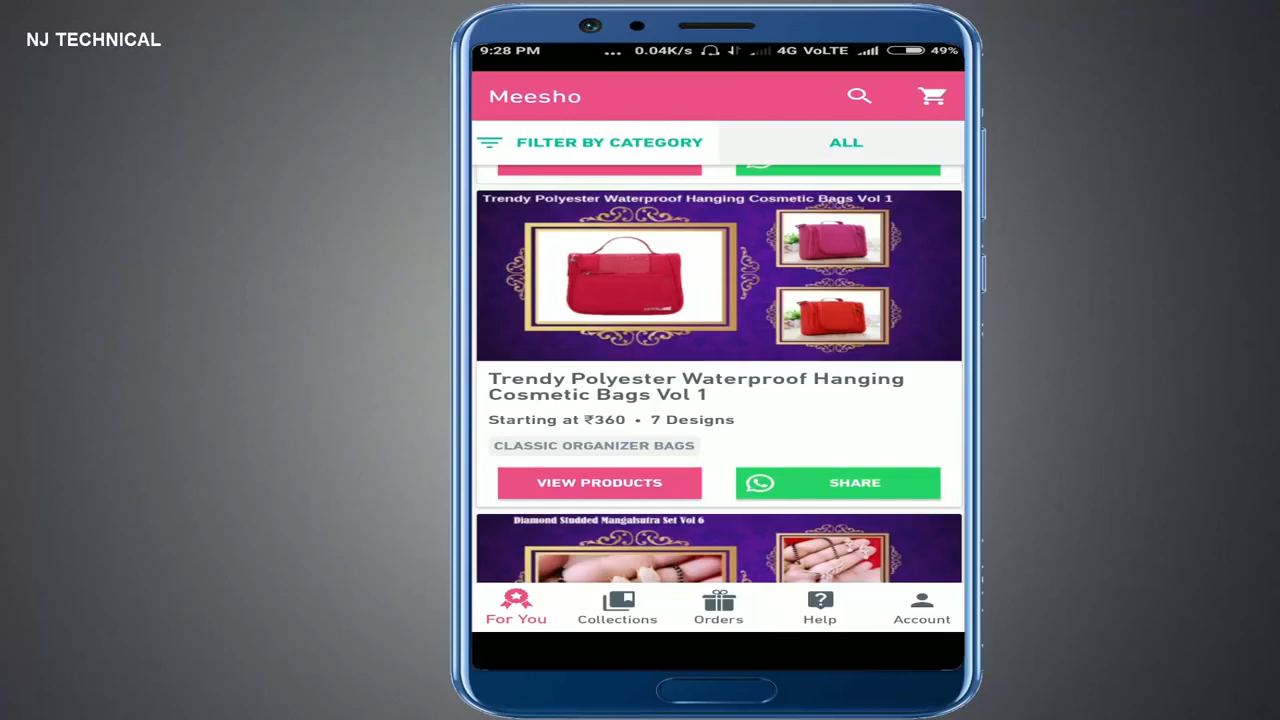 NJ TECHNICAL
9:28 PM ... 0.04K/s 4G VoLTE 49%
Meesho
FILTER BY CATEGORY ALL
Trendy Polyester Waterproof Hanging Cosmetic Bags Vol 1
Trendy Polyester Waterproof Hanging
Cosmetic Bags Vol 1
Starting at ₹360 • 7 Designs
CLASSIC ORGANIZER BAGS
VIEW PRODUCTS SHARE
Diamond Studded Mangalsutra Set Vol 6
For You Collections Orders Help Account